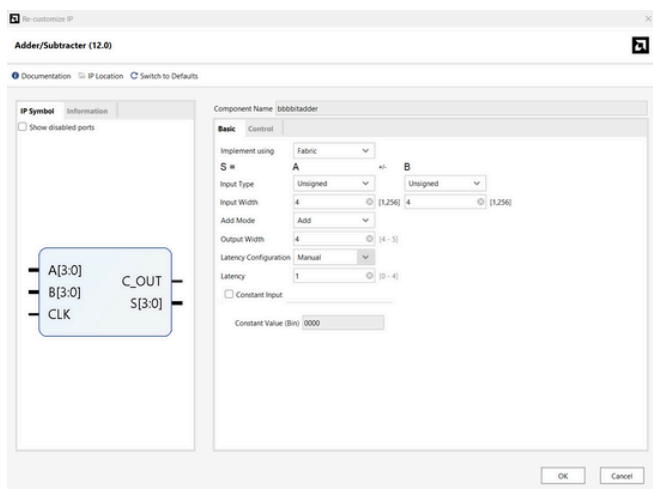 Re-customize IP
Adder/Subtracter (12.0)
Documentation IP Location Switch to Defaults
IP Symbol Information
Show disabled ports
A[3:0]
B[3:0]
CLK
C_OUT
S[3:0]
Component Name bbbbitadder
Basic Control
Implement using Fabric
S = A +/- B
Input Type Unsigned Unsigned
Input Width 4 [1,256] 4 [1,256]
Add Mode Add
Output Width 4 [4 - 5]
Latency Configuration Manual
Latency 1 [0 - 4]
Constant Input
Constant Value (Bin) 0000
OK Cancel